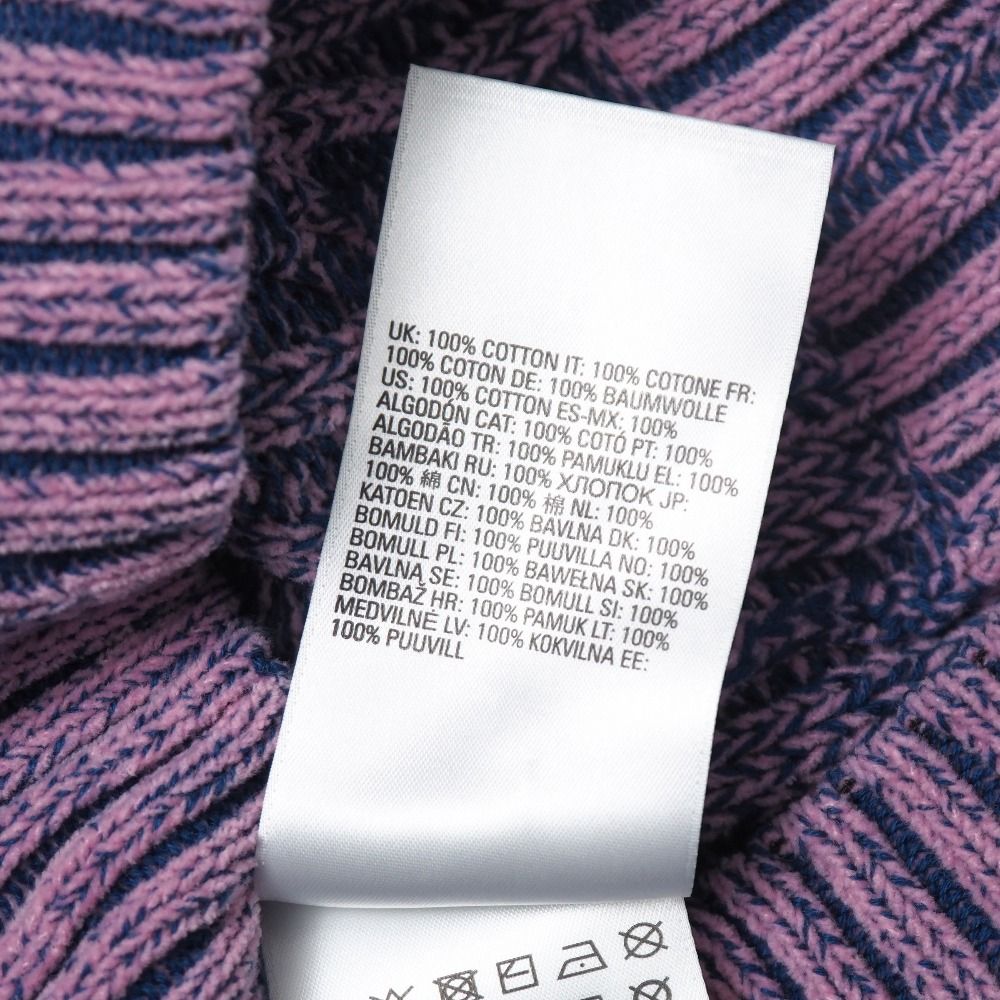 UK: 100% COTTON IT: 100% COTONE FR:
100% COTON DE: 100% BAUMWOLLE
US: 100% COTTON ES-MX: 100%
ALGODÓN CAT: 100% COTÓ PT: 100%
ALGODÃO TR: 100% PAMUKLU EL: 100%
BAMBAKI RU: 100% ХЛОПОК JP:
100% 綿 CN: 100% 棉 NL: 100%
KATOEN CZ: 100% BAVLNA DK: 100%
BOMULD FI: 100% PUUVILLA NO: 100%
BOMULL PL: 100% BAWEŁNA SK: 100%
BAVLNA SE: 100% BOMULL SI: 100%
BOMBAŽ HR: 100% PAMUK LT: 100%
MEDVILNĖ LV: 100% KOKVILNA EE:
100% PUUVILL